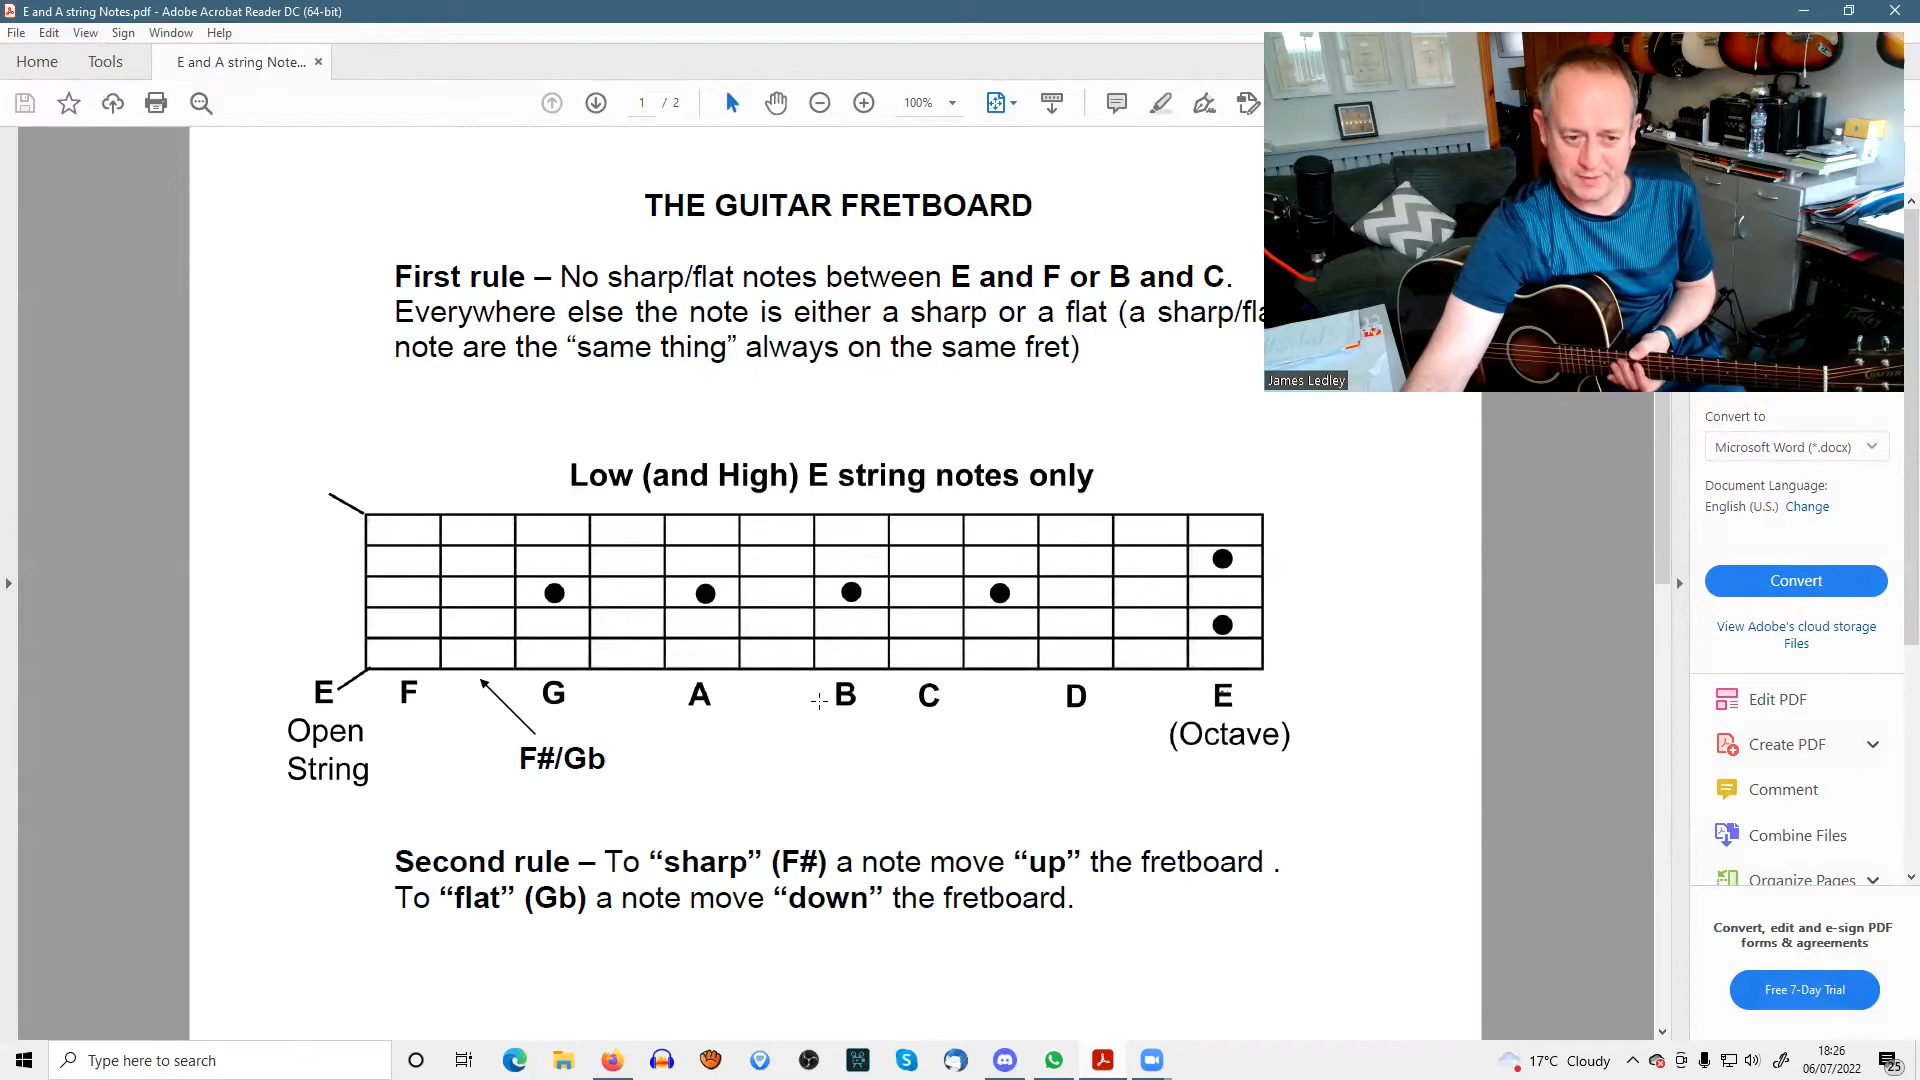 E and A string Notes.pdf - Adobe Acrobat Reader DC (64-bit)
File Edit View Sign Window Help
Home Tools E and A string Note...
1 / 2 100%
THE GUITAR FRETBOARD
First rule – No sharp/flat notes between E and F or B and C.
Everywhere else the note is either a sharp or a flat (a sharp/fla
note are the “same thing” always on the same fret)
James Ledley
Low (and High) E string notes only
E F G A B C D E
Open
String
(Octave)
F#/Gb
Second rule – To “sharp” (F#) a note move “up” the fretboard .
To “flat” (Gb) a note move “down” the fretboard.
Convert to
Microsoft Word (*.docx)
Document Language:
English (U.S.) Change
Convert
View Adobe's cloud storage
Files
Edit PDF
Create PDF
Comment
Combine Files
Organize Pages
Convert, edit and e-sign PDF
forms & agreements
Free 7-Day Trial
Type here to search
17°C Cloudy
18:26
06/07/2022
25